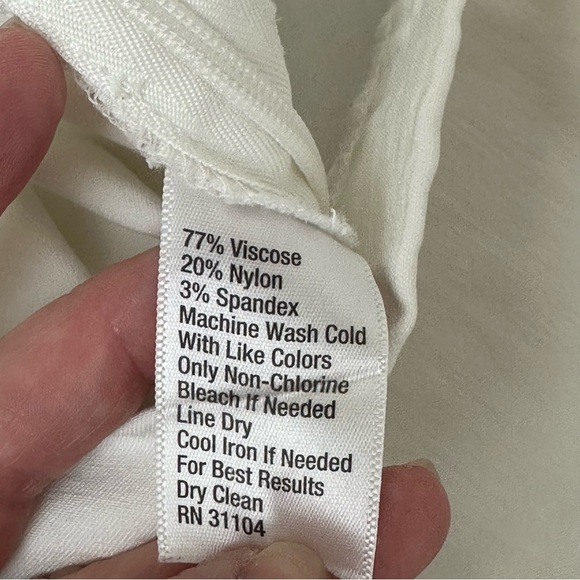 77% Viscose
20% Nylon
3% Spandex
Machine Wash Cold
With Like Colors
Only Non-Chlorine
Bleach If Needed
Line Dry
Cool Iron If Needed
For Best Results
Dry Clean
RN 31104